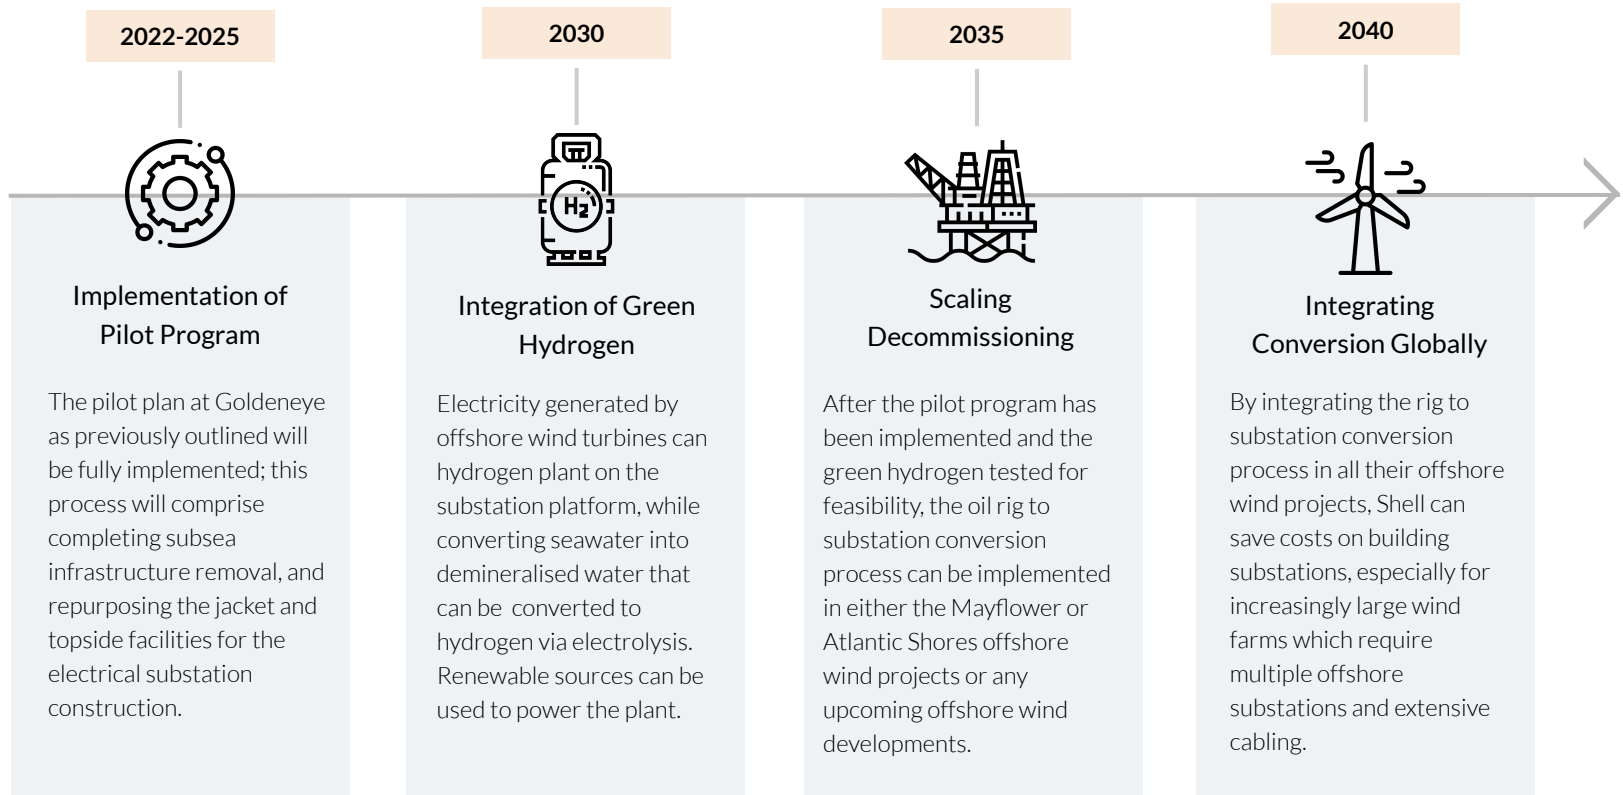 2022-2025
Implementation of
Pilot Program
The pilot plan at Goldeneye
as previously outlined will
be fully implemented; this
process will comprise
completing subsea
infrastructure removal, and
repurposing the jacket and
topside facilities for the
electrical substation
construction.
2030
H2
Integration of Green
Hydrogen
Electricity generated by
offshore wind turbines can
hydrogen plant on the
substation platform, while
converting seawater into
demineralised water that
can be  converted to
hydrogen via electrolysis.
Renewable sources can be
used to power the plant.
2035
Scaling
Decommissioning
After the pilot program has
been implemented and the
green hydrogen tested for
feasibility, the oil rig to
substation conversion
process can be implemented
in either the Mayflower or
Atlantic Shores offshore
wind projects or any
upcoming offshore wind
developments.
2040
Integrating
Conversion Globally
By integrating the rig to
substation conversion
process in all their offshore
wind projects, Shell can
save costs on building
substations, especially for
increasingly large wind
farms which require
multiple offshore
substations and extensive
cabling.